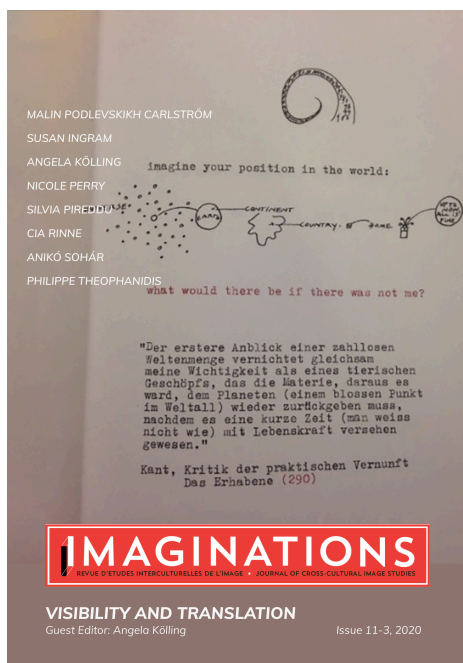 MALIN PODLEVSKIKH CARLSTRÖM
SUSAN INGRAM
ANGELA KÖLLING
NICOLE PERRY
SILVIA PIREDDU
CIA RINNE
ANIKÓ SOHÁR
PHILIPPE THEOPHANIDIS
imagine your position in the world:
EARTH
CONTINENT
COUNTRY
HOME
what would there be if there was not me?
"Der erstere Anblick einer zahllosen
Weltenmenge vernichtet gleichsam
meine Wichtigkeit als eines tierischen
Geschöpfs, das die Materie, daraus es
ward, dem Planeten (einem blossen Punkt
im Weltall) wieder zurückgeben muss,
nachdem es eine kurze Zeit (man weiss
nicht wie) mit Lebenskraft versehen
gewesen."
Kant, Kritik der praktischen Vernunft
Das Erhabene (290)
IMAGINATIONS
REVUE D'ÉTUDES INTERCULTURELLES DE L'IMAGE • JOURNAL OF CROSS-CULTURAL IMAGE STUDIES
VISIBILITY AND TRANSLATION
Guest Editor: Angela Kölling
Issue 11-3, 2020